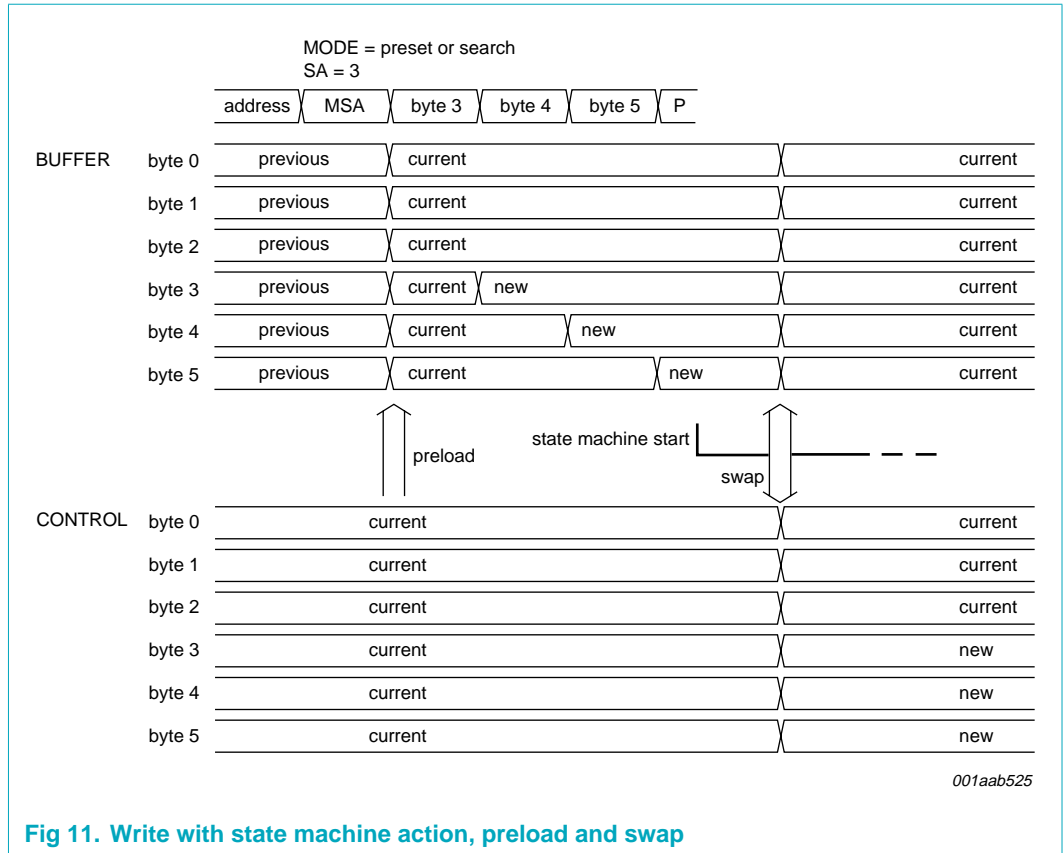 MODE = preset or search
SA = 3
address MSA byte 3 byte 4 byte 5 P
BUFFER byte 0 previous current current
byte 1 previous current current
byte 2 previous current current
byte 3 previous current new current
byte 4 previous current new current
byte 5 previous current new current
state machine start
preload
swap
CONTROL byte 0 current current
byte 1 current current
byte 2 current current
byte 3 current new
byte 4 current new
byte 5 current new
001aab525
Fig 11. Write with state machine action, preload and swap